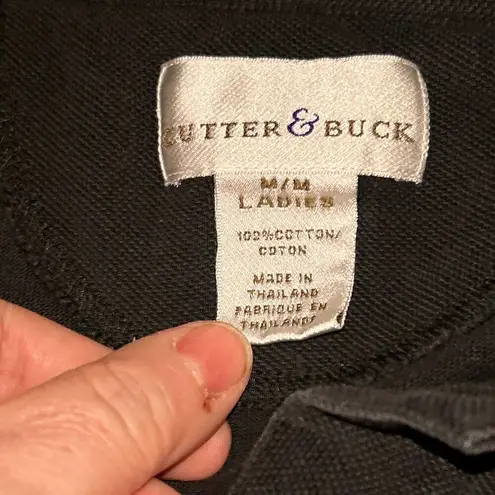 CUTTER & BUCK
M/M
LADIES
100%COTTON/
COTON
MADE IN
THAILAND
FABRIQUE EN
THAILANDE